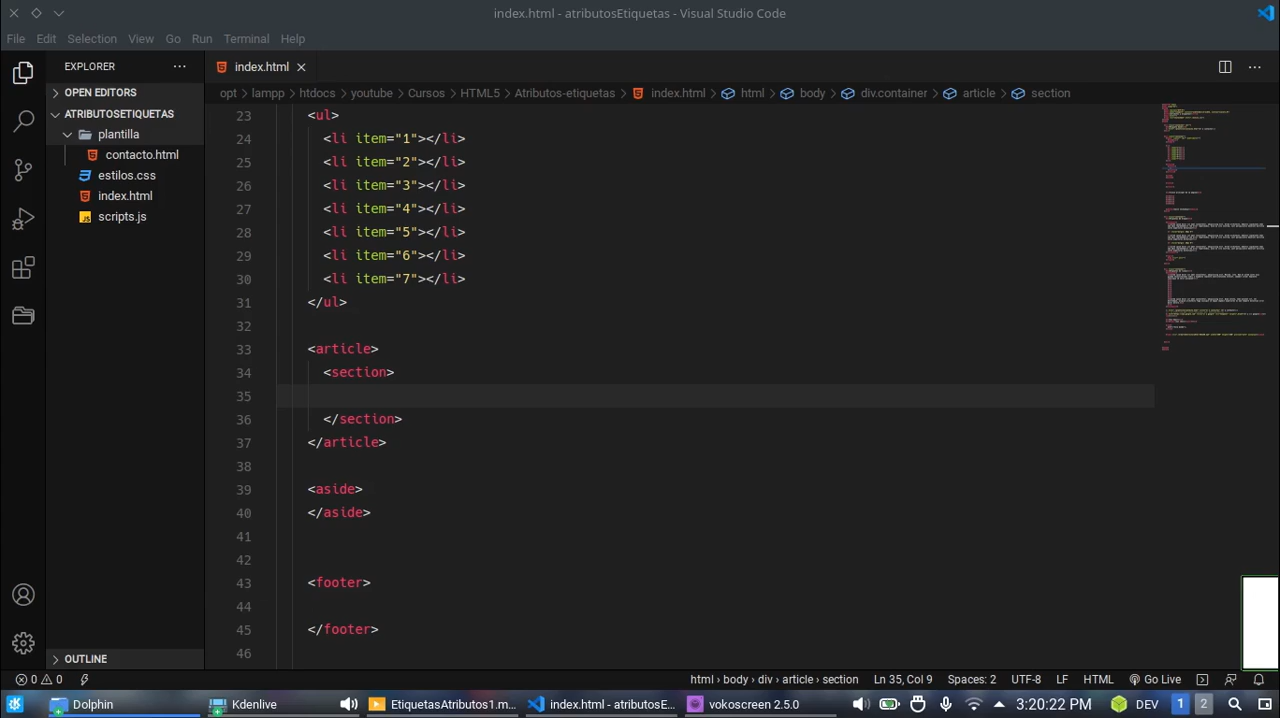 index.html - atributosEtiquetas - Visual Studio Code
File Edit Selection View Go Run Terminal Help
EXPLORER
index.html
OPEN EDITORS
opt > lampp > htdocs > youtube > Cursos > HTML5 > Atributos-etiquetas > index.html > html > body > div.container > article > section
ATRIBUTOSETIQUETAS
plantilla
contacto.html
estilos.css
index.html
scripts.js
23 <ul>
24 <li item="1"></li>
25 <li item="2"></li>
26 <li item="3"></li>
27 <li item="4"></li>
28 <li item="5"></li>
29 <li item="6"></li>
30 <li item="7"></li>
31 </ul>
32
33 <article>
34 <section>
35
36 </section>
37 </article>
38
39 <aside>
40 </aside>
41
42
43 <footer>
44
45 </footer>
46
OUTLINE
0 0 html › body › div › article › section Ln 35, Col 9 Spaces: 2 UTF-8 LF HTML Go Live
Dolphin Kdenlive EtiquetasAtributos1.m... index.html - atributosE... vokoscreen 2.5.0 DEV 1 2 3:20:22 PM